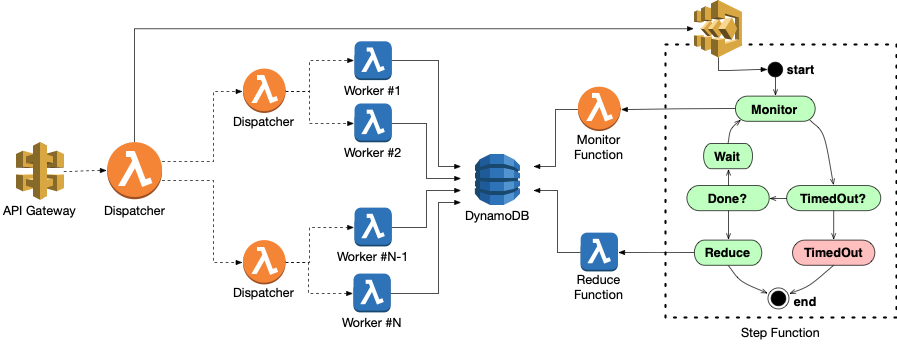 API Gateway
Dispatcher
Dispatcher
Dispatcher
Worker #1
Worker #2
Worker #N-1
Worker #N
DynamoDB
Monitor
Function
Reduce
Function
start
Monitor
Wait
Done?
TimedOut?
Reduce
TimedOut
end
Step Function